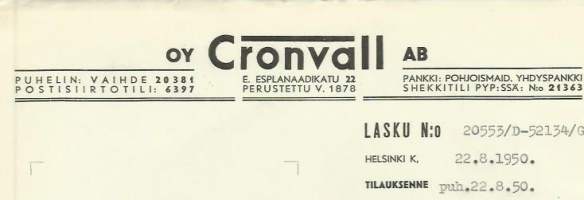 OY Cronvall AB
PUHELIN: VAIHDE 20381
POSTISIIRTOTILI: 6397
E. ESPLANAADIKATU 22
PERUSTETTU V. 1878
PANKKI: POHJOISMAID. YHDYSPANKKI
SHEKKITILI PYP:SSÄ: N:o 21363
LASKU N:o 20553/D-52134/G
HELSINKI K, 22.8.1950.
TILAUKSENNE puh.22.8.50.